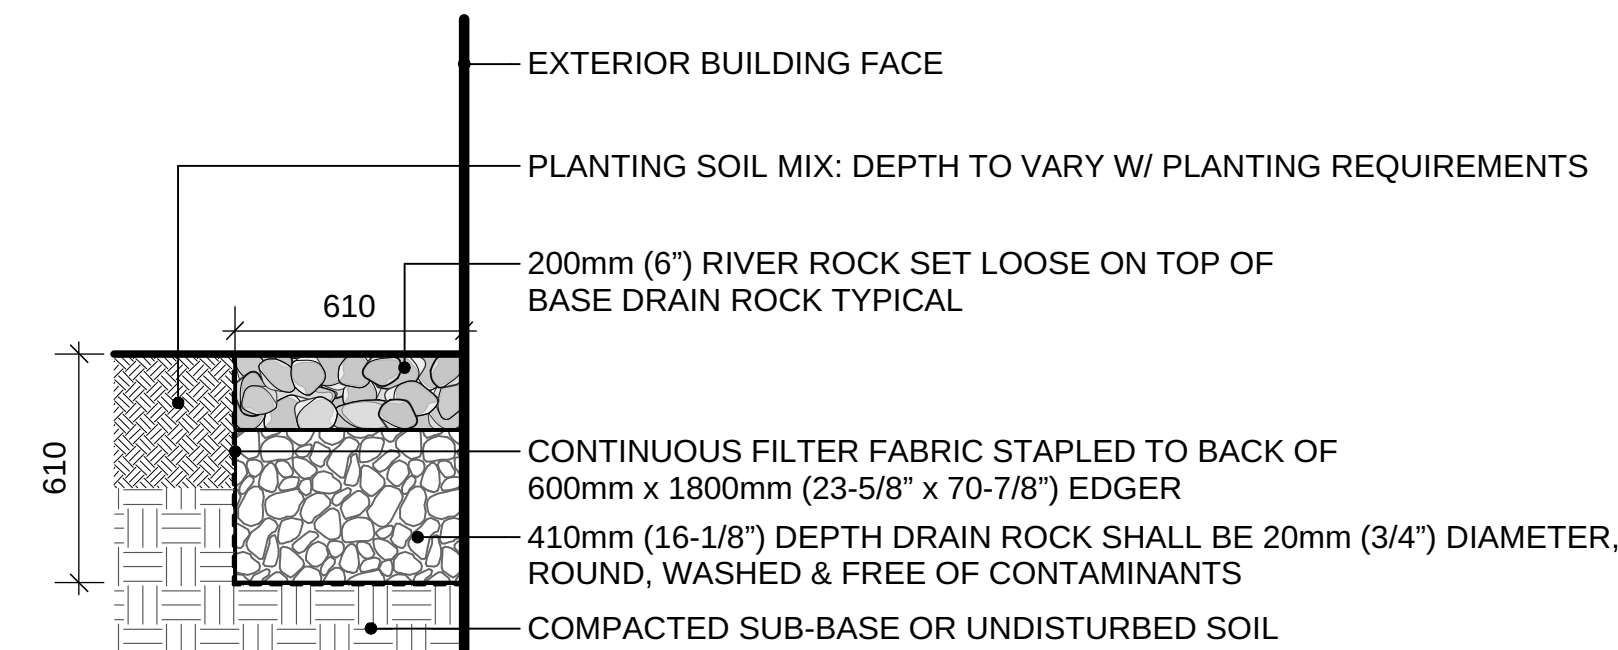 EXTERIOR BUILDING FACE
PLANTING SOIL MIX: DEPTH TO VARY W/ PLANTING REQUIREMENTS
200mm (6”) RIVER ROCK SET LOOSE ON TOP OF
BASE DRAIN ROCK TYPICAL
610
610
CONTINUOUS FILTER FABRIC STAPLED TO BACK OF
600mm x 1800mm (23-5/8” x 70-7/8”) EDGER
410mm (16-1/8”) DEPTH DRAIN ROCK SHALL BE 20mm (3/4”) DIAMETER,
ROUND, WASHED & FREE OF CONTAMINANTS
COMPACTED SUB-BASE OR UNDISTURBED SOIL